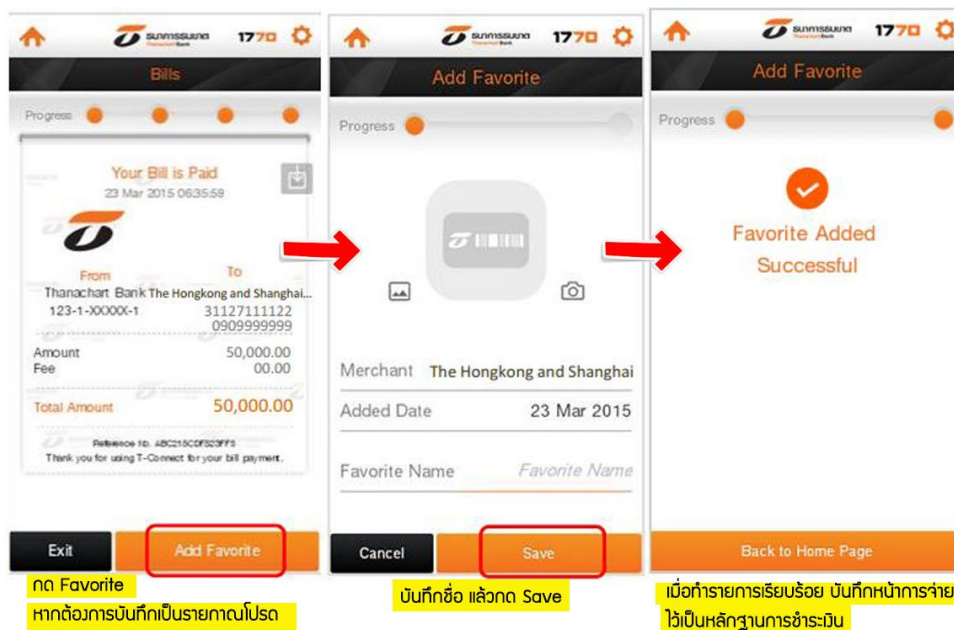 ธนาคารธนชาต
Thanachart Bank
1770
Bills
Progress
Your Bill is Paid
23 Mar 2015 06:35:59
From
To
Thanachart Bank
The Hongkong and Shanghai...
123-1-XXXXX-1
31127111122
0909999999
Amount 50,000.00
Fee 00.00
Total Amount 50,000.00
Reference No.
Thank you for using T-Connect for your bill payment.
Exit
Add Favorite
กด Favorite
หากต้องการบันทึกเป็นรายกาณโปรด
ธนาคารธนชาต
Thanachart Bank
1770
Add Favorite
Progress
Merchant The Hongkong and Shanghai
Added Date 23 Mar 2015
Favorite Name Favorite Name
Cancel
Save
บันทึกชื่อ แล้วกด Save
ธนาคารธนชาต
Thanachart Bank
1770
Add Favorite
Progress
Favorite Added
Successful
Back to Home Page
เมื่อทำรายการเรียบร้อย บันทึกหน้าการจ่าย
ไว้เป็นหลักฐานการชำระเงิน